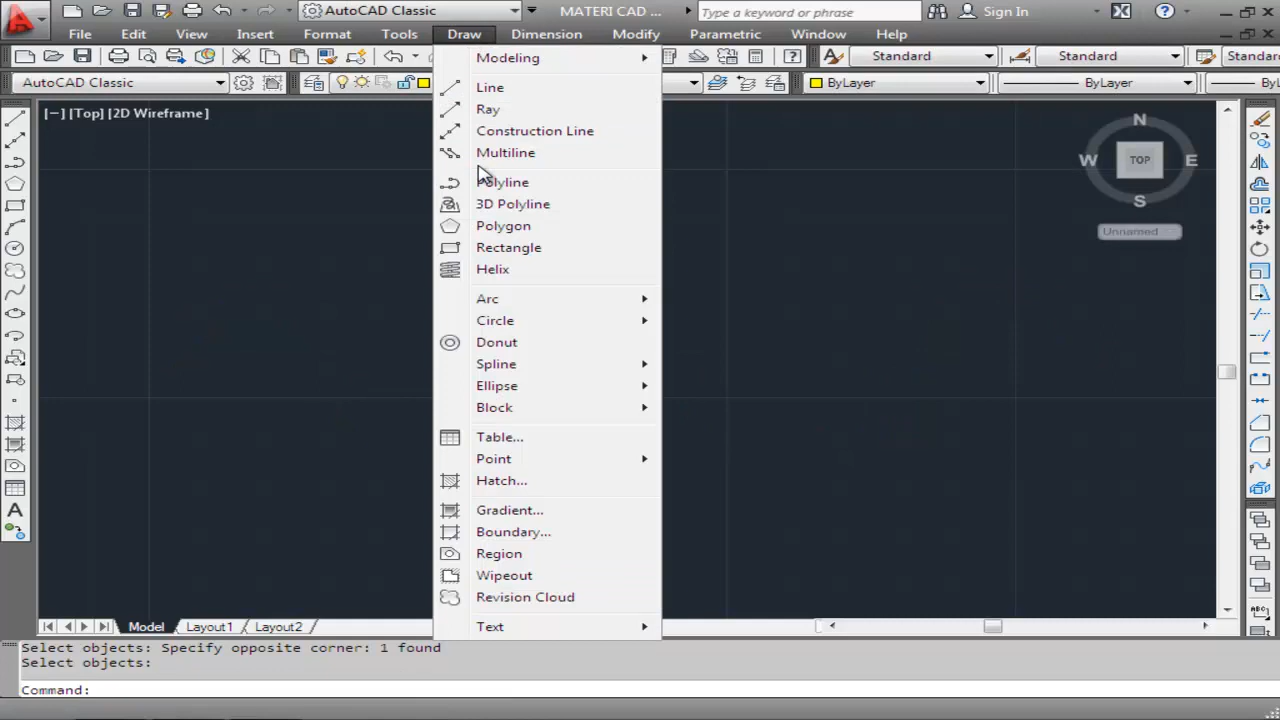 AutoCAD Classic
MATERI CAD ...
Type a keyword or phrase
Sign In
File Edit View Insert Format Tools Draw Dimension Modify Parametric Window Help
Standard
Standard
Standar
AutoCAD Classic
ByLayer
ByLayer
ByL
[−] [Top] [2D Wireframe]
N
W TOP E
S
Unnamed
Modeling
Line
Ray
Construction Line
Multiline
Polyline
3D Polyline
Polygon
Rectangle
Helix
Arc
Circle
Donut
Spline
Ellipse
Block
Table...
Point
Hatch...
Gradient...
Boundary...
Region
Wipeout
Revision Cloud
Text
A
ABC
Model Layout1 Layout2
Select objects: Specify opposite corner: 1 found
Select objects:
Command: